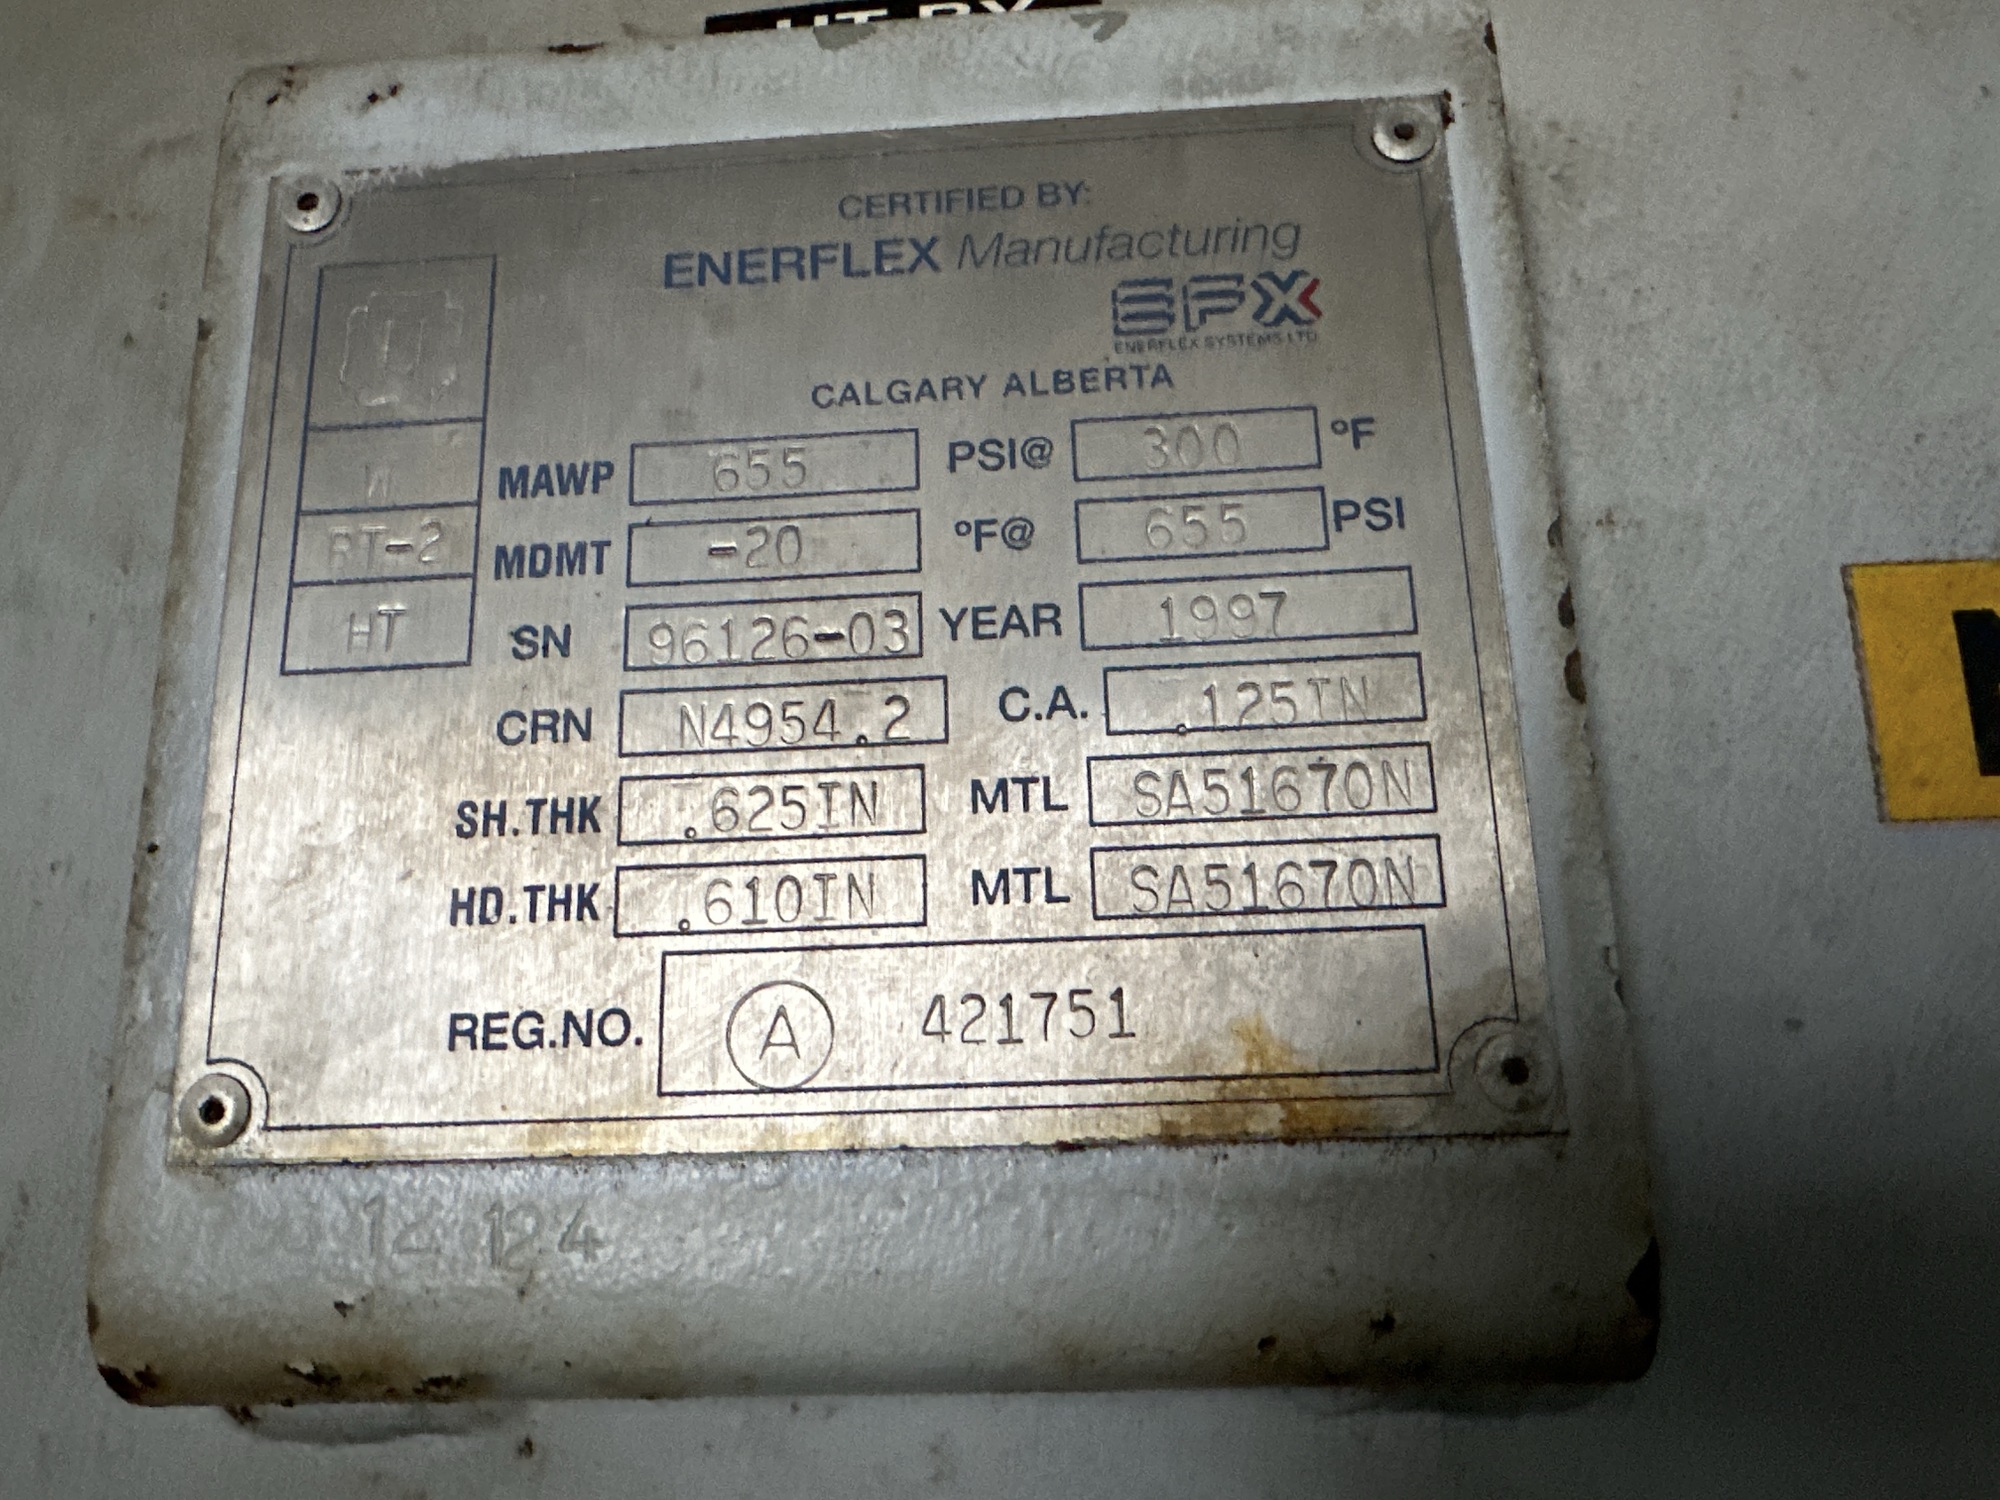 HT BY
CERTIFIED BY:
ENERFLEX Manufacturing
EFX
ENERFLEX SYSTEMS LTD
CALGARY ALBERTA
U
W
RT-2
HT
MAWP 655 PSI@ 300 °F
MDMT -20 °F@ 655 PSI
SN 96126-03 YEAR 1997
CRN N4954.2 C.A. .125IN
SH.THK .625IN MTL SA51670N
HD.THK .610IN MTL SA51670N
REG.NO. A 421751